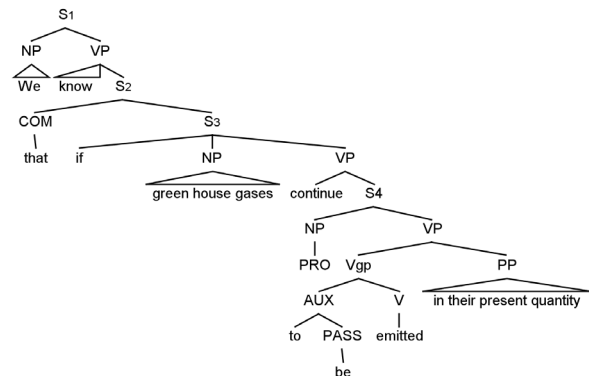 S1
NP VP
We know S2
COM S3
that if NP VP
green house gases continue S4
NP VP
PRO Vgp PP
AUX V in their present quantity
to PASS emitted
be